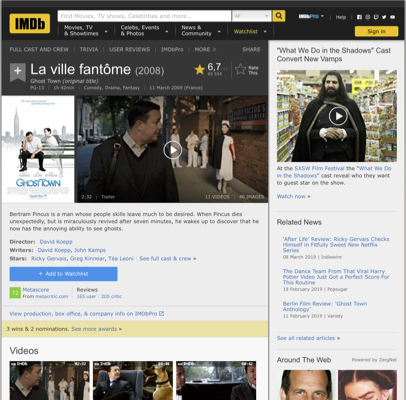 IMDb
Find Movies, TV shows, Celebrities and more...
All
IMDbPro
Help
Movies, TV & Showtimes
Celebs, Events & Photos
News & Community
Watchlist
Sign in
FULL CAST AND CREW | TRIVIA | USER REVIEWS | IMDbPro | MORE
SHARE
La ville fantôme (2008)
Ghost Town (original title)
PG-13 | 1h 42min | Comedy, Drama, Fantasy | 11 March 2009 (France)
6,7
Rate This
GHOST TOWN
2:32 | Trailer
11 VIDEOS
96 IMAGES
Bertram Pincus is a man whose people skills leave much to be desired. When Pincus dies
unexpectedly, but is miraculously revived after seven minutes, he wakes up to discover that he
now has the annoying ability to see ghosts.
Director: David Koepp
Writers: David Koepp, John Kamps
Stars: Ricky Gervais, Greg Kinnear, Téa Leoni | See full cast & crew »
+ Add to Watchlist
72
Metascore
From metacritic.com
Reviews
165 user | 205 critic
View production, box office, & company info on IMDbPro
3 wins & 2 nominations. See more awards »
Videos
"What We Do in the Shadows" Cast
Convert New Vamps
At the SXSW Film Festival the "What We Do
in the Shadows" cast reveal who they want
to guest star on the show.
Watch now »
Related News
'After Life' Review: Ricky Gervais Checks
Himself in Fitfully Sweet New Netflix
Series
08 March 2019 | Indiewire
The Dance Team From That Viral Harry
Potter Video Just Got a Perfect Score For
This Routine
19 February 2019 | Popsugar
Berlin Film Review: 'Ghost Town
Anthology'
11 February 2019 | Variety
See all related articles »
Around The Web
Powered by ZergNet